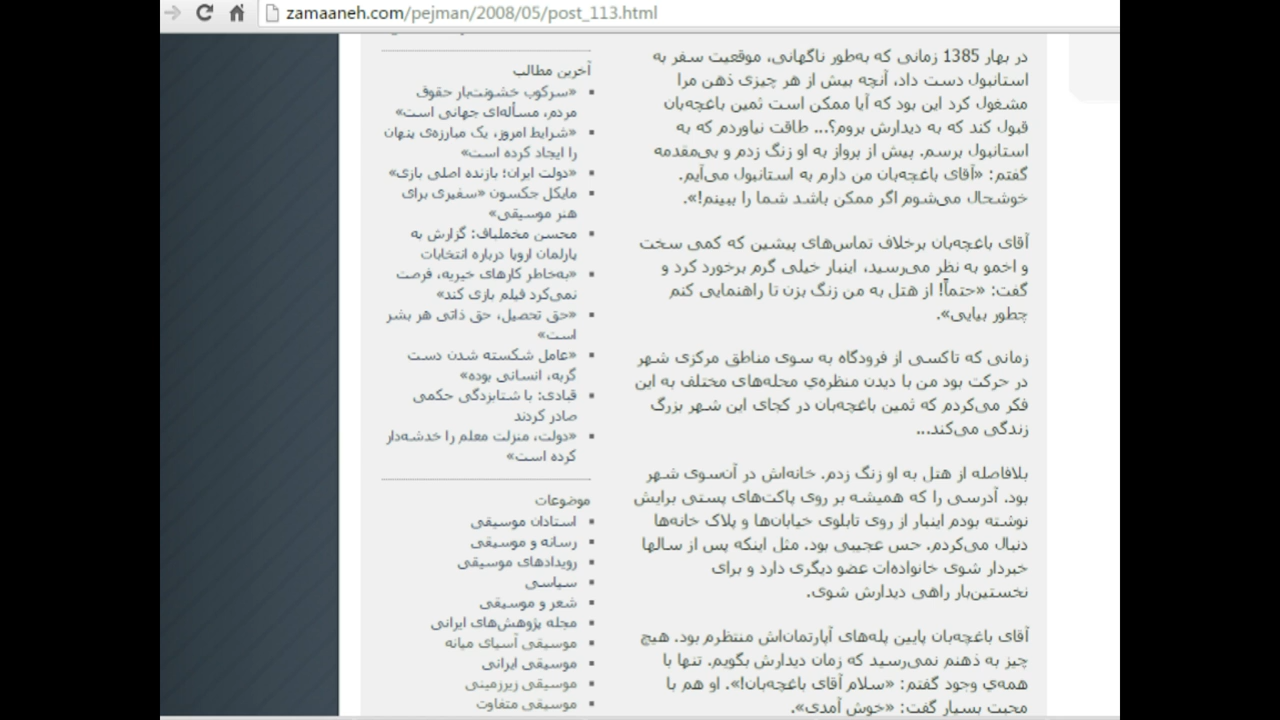 zamaaneh.com/pejman/2008/05/post_113.html
در بهار 1385 زمانی که به‌طور ناگهانی، موقعیت سفر به
استانبول دست داد، آنچه بیش از هر چیزی ذهن مرا
مشغول کرد این بود که آیا ممکن است ثمین باغچه‌بان
قبول کند که به دیدارش بروم؟... طاقت نیاوردم که به
استانبول برسم. پیش از پرواز به او زنگ زدم و بی‌مقدمه
گفتم: «آقای باغچه‌بان من دارم به استانبول می‌آیم.
خوشحال می‌شوم اگر ممکن باشد شما را ببینم!».
آقای باغچه‌بان برخلاف تماس‌های پیشین که کمی سخت
و اخمو به نظر می‌رسید، اینبار خیلی گرم برخورد کرد و
گفت: «حتماً! از هتل به من زنگ بزن تا راهنمایی کنم
چطور بیایی».
زمانی که تاکسی از فرودگاه به سوی مناطق مرکزی شهر
در حرکت بود من با دیدن منظره‌ي محله‌های مختلف به این
فکر می‌کردم که ثمین باغچه‌بان در کجای این شهر بزرگ
زندگی می‌کند...
بلافاصله از هتل به او زنگ زدم. خانه‌اش در آن‌سوی شهر
بود. آدرسی را که همیشه بر روی پاکت‌های پستی برایش
نوشته بودم اینبار از روی تابلوی خیابان‌ها و پلاک خانه‌ها
دنبال می‌کردم. حس عجیبی بود. مثل اینکه پس از سالها
خبردار شوی خانواده‌ات عضو دیگری دارد و برای
نخستین‌بار راهی دیدارش شوی.
آقای باغچه‌بان پایین پله‌های آپارتمان‌اش منتظرم بود. هیچ
چیز به ذهنم نمی‌رسید که زمان دیدارش بگویم. تنها با
همه‌ي وجود گفتم: «سلام آقای باغچه‌بان!». او هم با
محبت بسیار گفت: «خوش آمدی».
آخرین مطالب
«سرکوب خشونت‌بار حقوق
مردم، مسأله‌ای جهانی است»
«شرایط امروز، یک مبارزه‌ی پنهان
را ایجاد کرده است»
«دولت ایران؛ بازنده اصلی بازی»
مایکل جکسون «سفیری برای
هنر موسیقی»
محسن مخملباف: گزارش به
پارلمان اروپا درباره انتخابات
«به‌خاطر کارهای خیریه، فرصت
نمی‌کرد فیلم بازی کند»
«حق تحصیل، حق ذاتی هر بشر
است»
«عامل شکسته شدن دست
گربه، انسانی بوده»
قبادی: با شتابزدگی حکمی
صادر کردند
«دولت، منزلت معلم را خدشه‌دار
کرده است»
موضوعات
استادان موسیقی
رسانه و موسیقی
رویدادهای موسیقی
سیاسی
شعر و موسیقی
مجله پژوهش‌های ایرانی
موسیقی آسیای میانه
موسیقی ایرانی
موسیقی زیرزمینی
موسیقی متفاوت